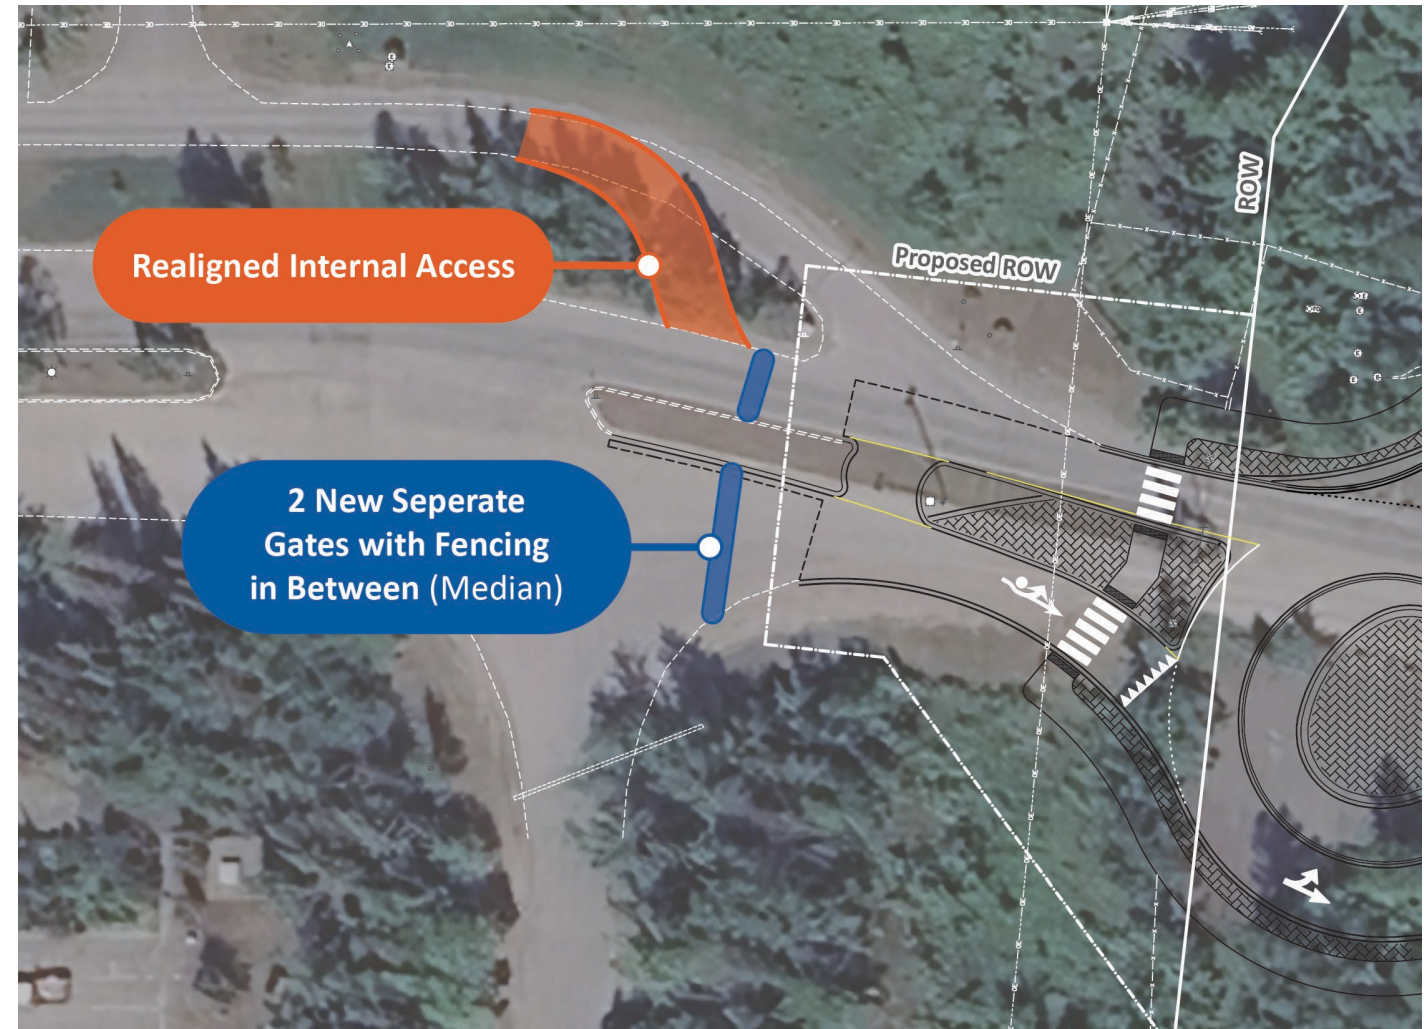 ROW
Proposed ROW
Realigned Internal Access
2 New Seperate
Gates with Fencing
in Between (Median)